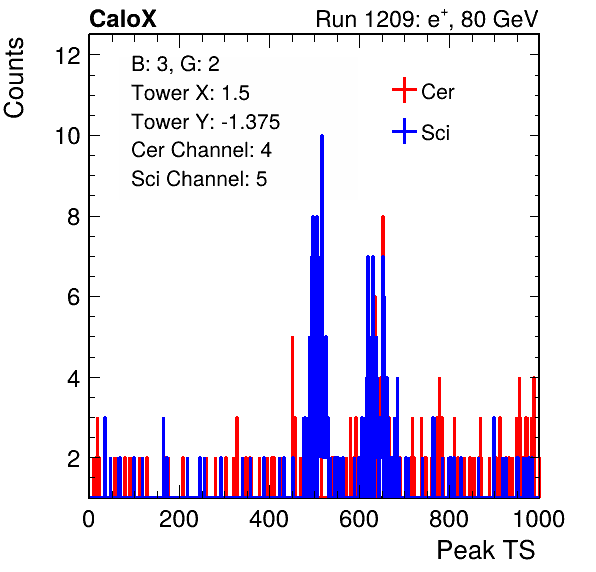 CaloX Run 1209: e⁺, 80 GeV
Counts
B: 3, G: 2
Tower X: 1.5
Tower Y: -1.375
Cer Channel: 4
Sci Channel: 5
Cer
Sci
12
10
8
6
4
2
0 200 400 600 800 1000
Peak TS